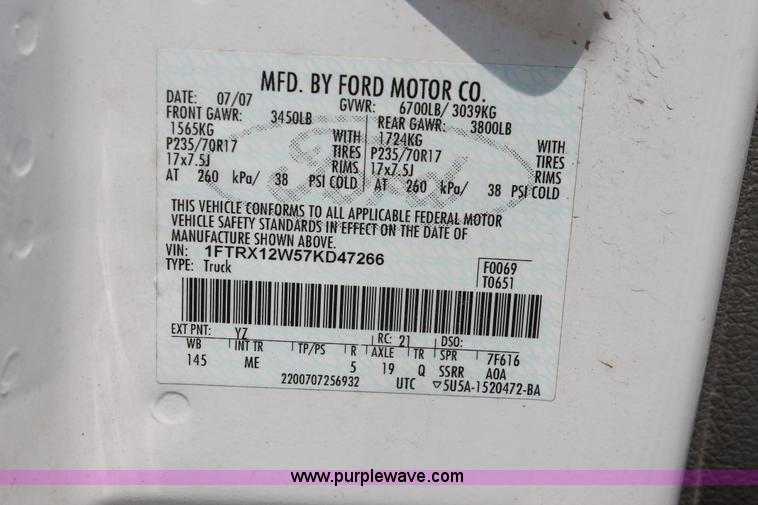 MFD. BY FORD MOTOR CO.
DATE: 07/07 GVWR: 6700LB/ 3039KG
FRONT GAWR: 3450LB REAR GAWR: 3800LB
1565KG WITH 1724KG WITH
P235/70R17 TIRES P235/70R17 TIRES
17x7.5J RIMS 17x7.5J RIMS
AT 260 kPa/ 38 PSI COLD AT 260 kPa/ 38 PSI COLD
Ford
THIS VEHICLE CONFORMS TO ALL APPLICABLE FEDERAL MOTOR
VEHICLE SAFETY STANDARDS IN EFFECT ON THE DATE OF
MANUFACTURE SHOWN ABOVE.
VIN: 1FTRX12W57KD47266 F0069
TYPE: Truck T0651
EXT PNT: YZ RC: 21 DSO:
WB INT TR TP/PS R AXLE TR SPR 7F616
145 ME 5 19 Q SSRR A0A
2200707256932 UTC ▽5U5A-1520472-BA
www.purplewave.com